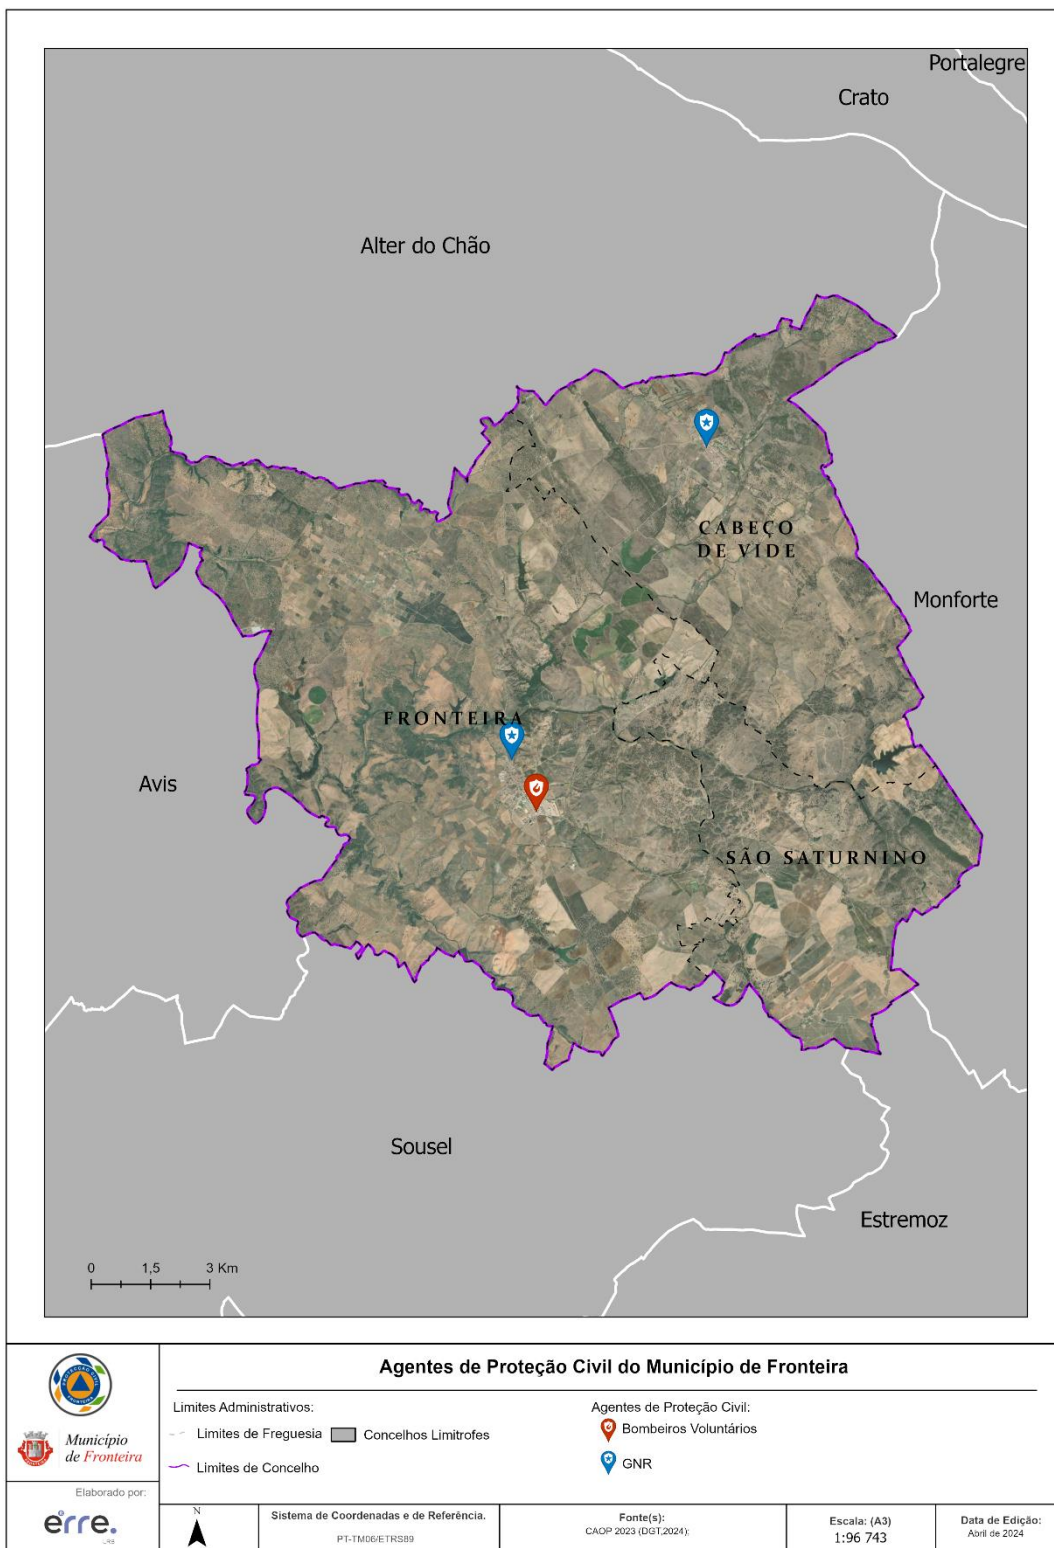 Portalegre
Crato
Alter do Chão
CABEÇO
DE VIDE
Monforte
FRONTEIRA
Avis
SÃO SATURNINO
Sousel
Estremoz
0 1,5 3 Km
Agentes de Proteção Civil do Município de Fronteira
Limites Administrativos:
Limites de Freguesia
Concelhos Limitrofes
Limites de Concelho
Agentes de Proteção Civil:
Bombeiros Voluntários
GNR
Município
de Fronteira
Elaborado por:
erre.
N
Sistema de Coordenadas e de Referência.
PT-TM06/ETRS89
Fonte(s):
CAOP 2023 (DGT,2024);
Escala: (A3)
1:96 743
Data de Edição:
Abril de 2024